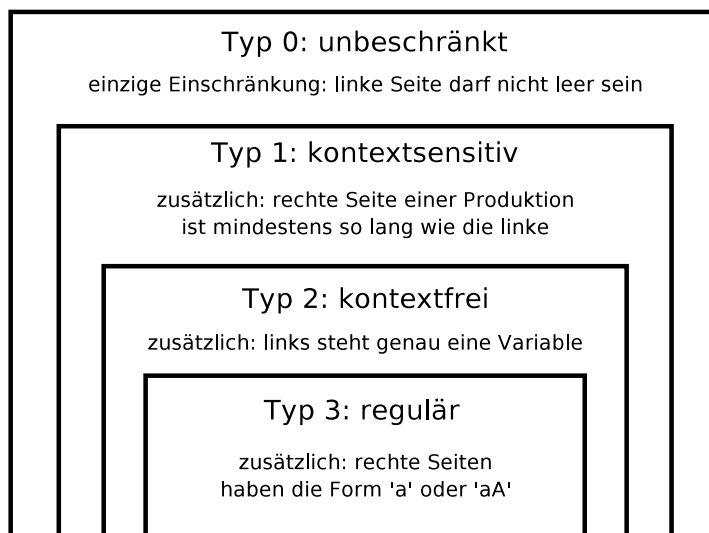 Typ 0: unbeschränkt
einzige Einschränkung: linke Seite darf nicht leer sein
Typ 1: kontextsensitiv
zusätzlich: rechte Seite einer Produktion
ist mindestens so lang wie die linke
Typ 2: kontextfrei
zusätzlich: links steht genau eine Variable
Typ 3: regulär
zusätzlich: rechte Seiten
haben die Form 'a' oder 'aA'